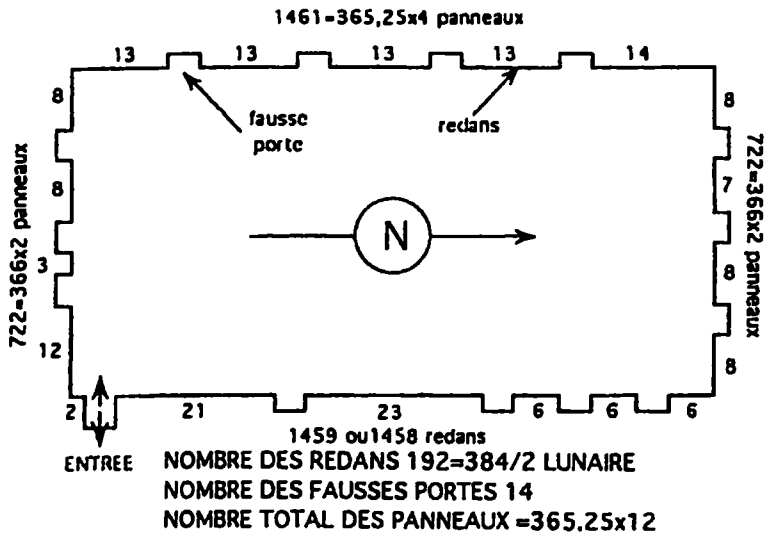 1461=365,25x4 panneaux
13 13 13 13 14
8
8
fausse
porte
redans
722=366x2 panneaux
8
7
722=366x2 panneaux
N
3
8
12
8
2 21 23 6 6 6
1459 ou1458 redans
ENTREE
NOMBRE DES REDANS 192=384/2 LUNAIRE
NOMBRE DES FAUSSES PORTES 14
NOMBRE TOTAL DES PANNEAUX =365,25x12